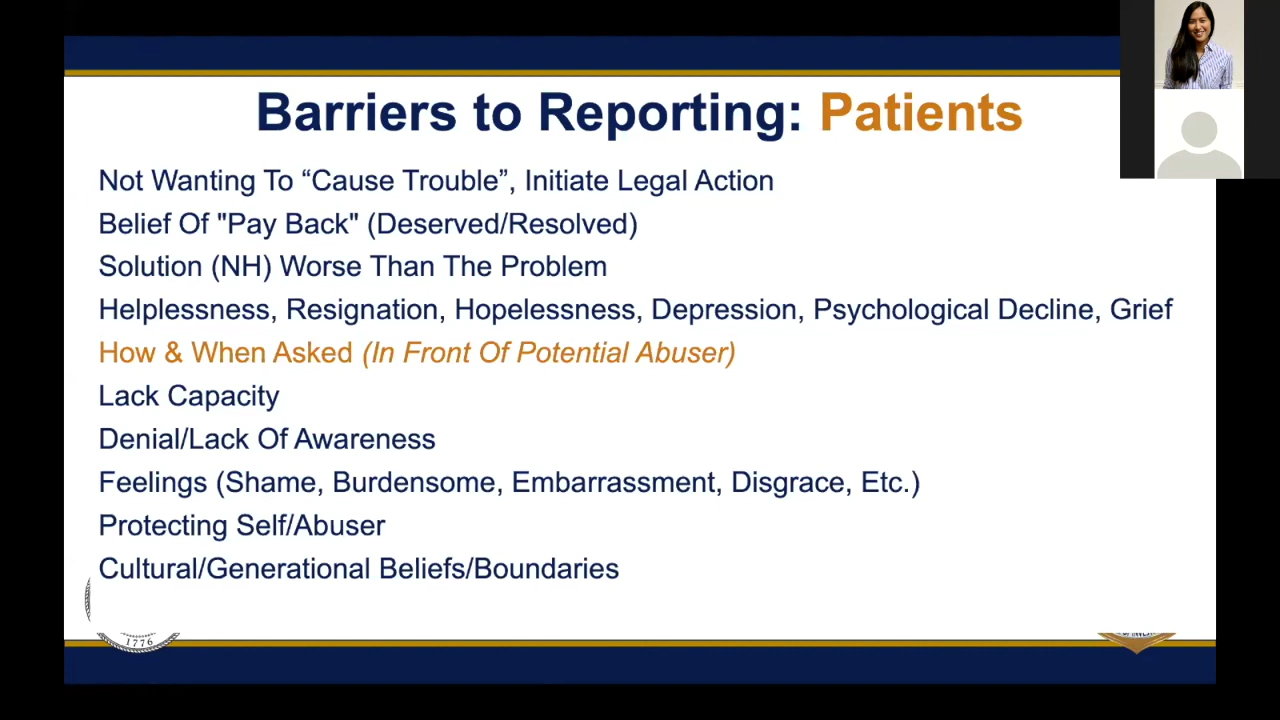 Barriers to Reporting: Patients
Not Wanting To “Cause Trouble”, Initiate Legal Action
Belief Of "Pay Back" (Deserved/Resolved)
Solution (NH) Worse Than The Problem
Helplessness, Resignation, Hopelessness, Depression, Psychological Decline, Grief
How & When Asked (In Front Of Potential Abuser)
Lack Capacity
Denial/Lack Of Awareness
Feelings (Shame, Burdensome, Embarrassment, Disgrace, Etc.)
Protecting Self/Abuser
Cultural/Generational Beliefs/Boundaries
1776